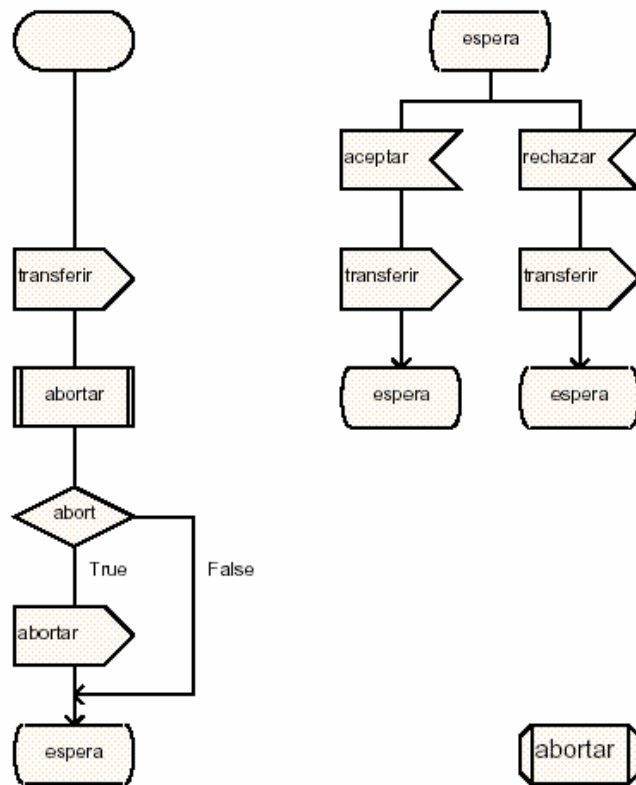 espera
aceptar
rechazar
transferir
transferir
transferir
abortar
espera
espera
abort
True
False
abortar
espera
abortar